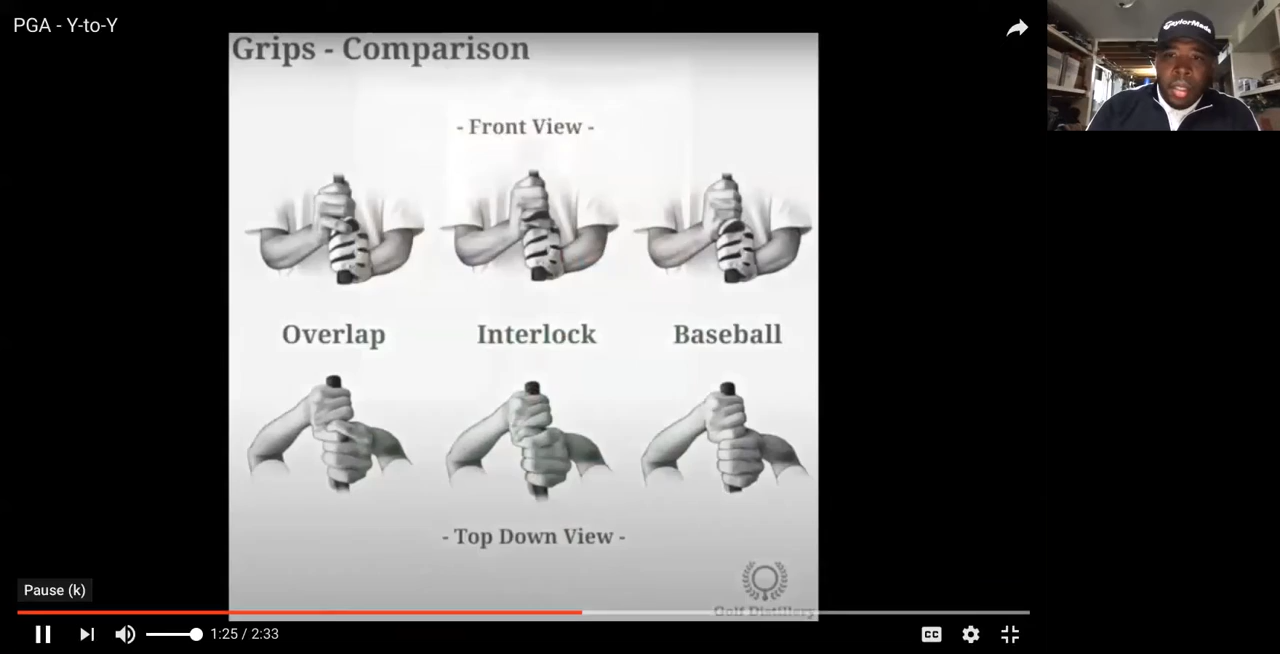 PGA - Y-to-Y
TaylorMade
Grips - Comparison
- Front View -
Overlap
Interlock
Baseball
- Top Down View -
Golf Distillery
Pause (k)
1:25 / 2:33
CC